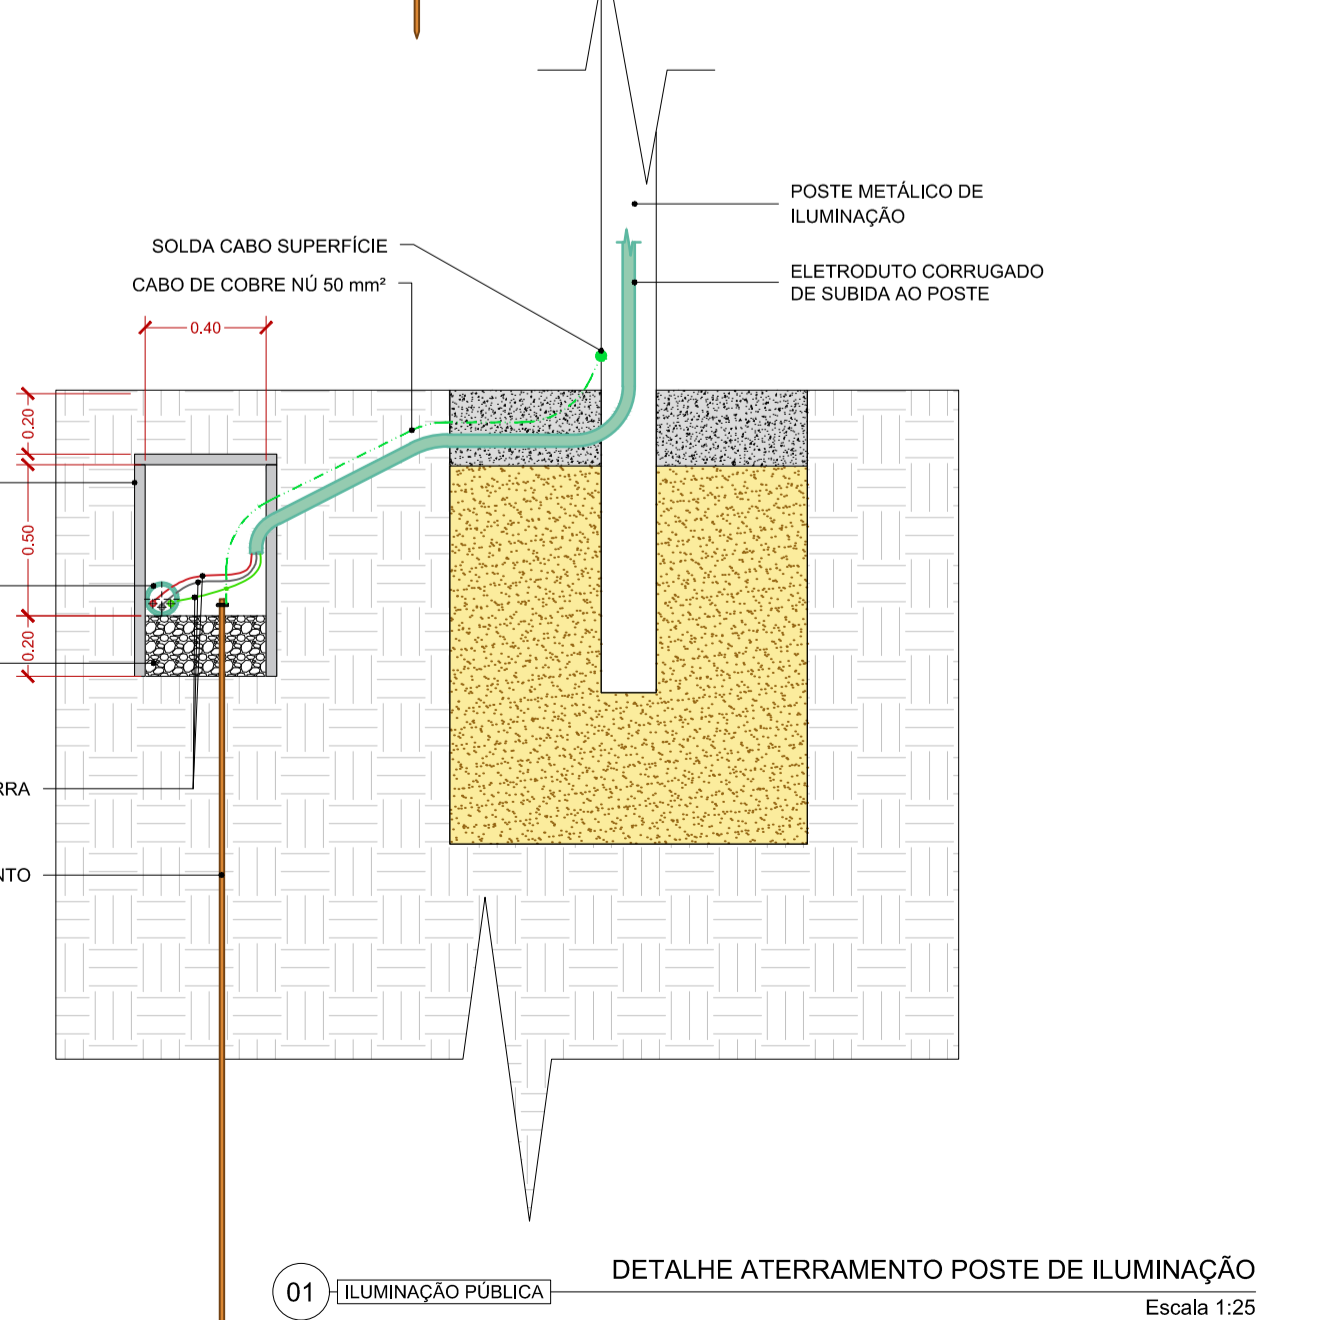 POSTE METÁLICO DE
ILUMINAÇÃO
SOLDA CABO SUPERFÍCIE
ELETRODUTO CORRUGADO
DE SUBIDA AO POSTE
CABO DE COBRE NÚ 50 mm²
0.40
0.20
0.50
0.20
RRA
NTO
DETALHE ATERRAMENTO POSTE DE ILUMINAÇÃO
01
ILUMINAÇÃO PÚBLICA
Escala 1:25